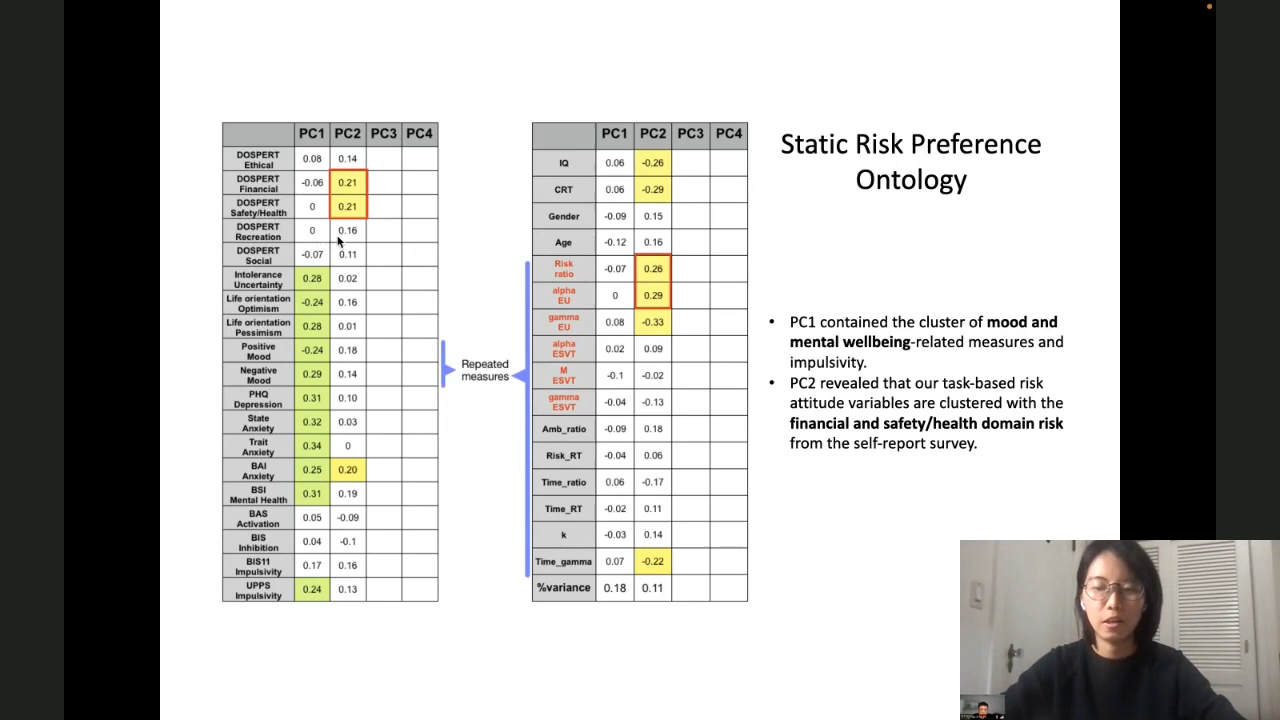 PC1 PC2 PC3 PC4
DOSPERT Ethical 0.08 0.14
DOSPERT Financial -0.06 0.21
DOSPERT Safety/Health 0 0.21
DOSPERT Recreation 0 0.16
DOSPERT Social -0.07 0.11
Intolerance Uncertainty 0.28 0.02
Life orientation Optimism -0.24 0.16
Life orientation Pessimism 0.28 0.01
Positive Mood -0.24 0.18
Negative Mood 0.29 0.14
PHQ Depression 0.31 0.10
State Anxiety 0.32 0.03
Trait Anxiety 0.34 0
BAI Anxiety 0.25 0.20
BSI Mental Health 0.31 0.19
BAS Activation 0.05 -0.09
BIS Inhibition 0.04 -0.1
BIS11 Impulsivity 0.17 0.16
UPPS Impulsivity 0.24 0.13
Repeated
measures
PC1 PC2 PC3 PC4
IQ 0.06 -0.26
CRT 0.06 -0.29
Gender -0.09 0.15
Age -0.12 0.16
Risk ratio -0.07 0.26
alpha EU 0 0.29
gamma EU 0.08 -0.33
alpha ESVT 0.02 0.09
M ESVT -0.1 -0.02
gamma ESVT -0.04 -0.13
Amb_ratio -0.09 0.18
Risk_RT -0.04 0.06
Time_ratio 0.06 -0.17
Time_RT -0.02 0.11
k -0.03 0.14
Time_gamma 0.07 -0.22
%variance 0.18 0.11
Static Risk Preference
Ontology
• PC1 contained the cluster of mood and
mental wellbeing-related measures and
impulsivity.
• PC2 revealed that our task-based risk
attitude variables are clustered with the
financial and safety/health domain risk
from the self-report survey.